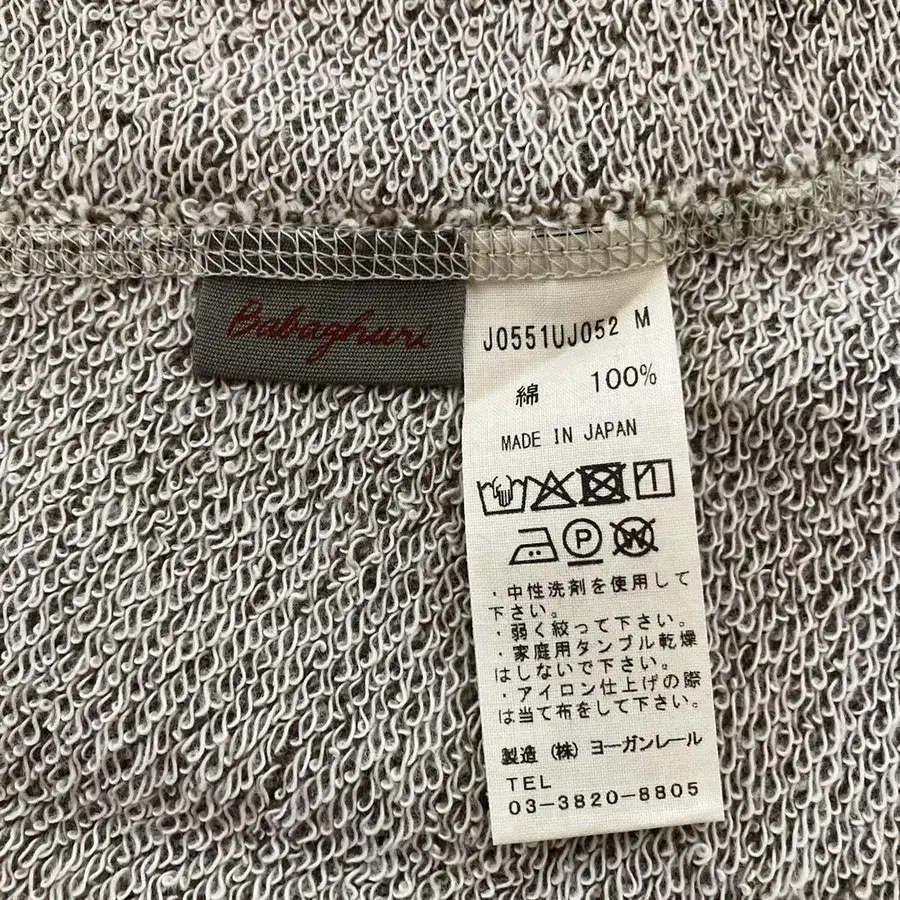 Babaghuri
J0551UJ052 M
綿 100%
MADE IN JAPAN
P
W
・中性洗剤を使用して
下さい。
・弱く絞って下さい。
・家庭用タンブル乾燥
はしないで下さい。
・アイロン仕上げの際
は当て布をして下さい。
製造 (株) ヨーガンレール
TEL
03-3820-8805